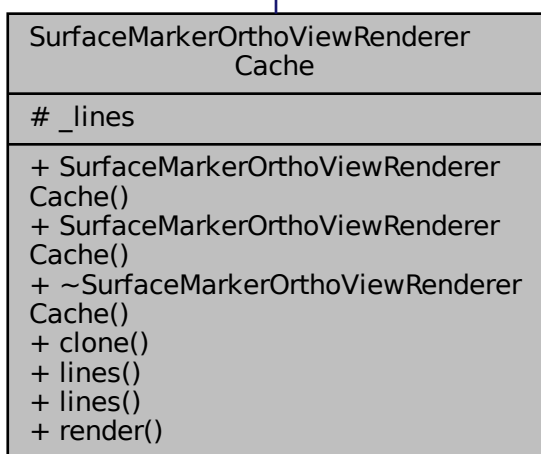 SurfaceMarkerOrthoViewRenderer
Cache
# _lines
+ SurfaceMarkerOrthoViewRenderer
Cache()
+ SurfaceMarkerOrthoViewRenderer
Cache()
+ ~SurfaceMarkerOrthoViewRenderer
Cache()
+ clone()
+ lines()
+ lines()
+ render()